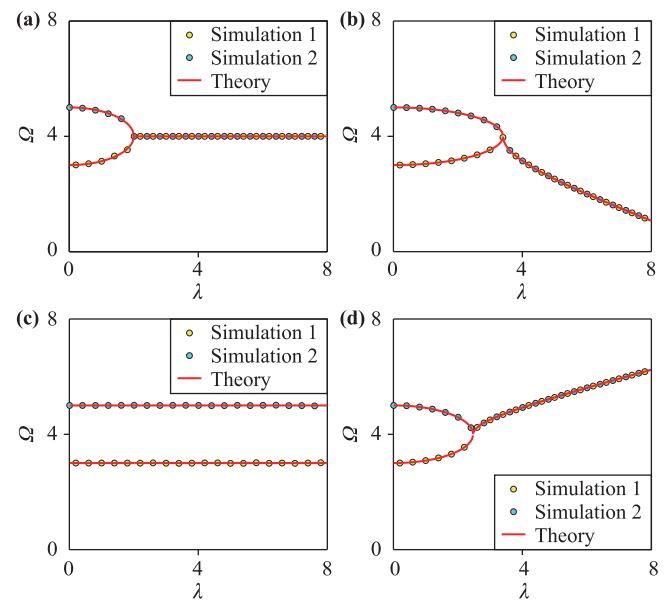 (a)
8
Simulation 1
Simulation 2
Theory
Ω
4
0
0
4
8
λ
(b)
8
Simulation 1
Simulation 2
Theory
Ω
4
0
0
4
8
λ
(c)
8
Simulation 1
Simulation 2
Theory
Ω
4
0
0
4
8
λ
(d)
8
Ω
4
Simulation 1
Simulation 2
Theory
0
0
4
8
λ